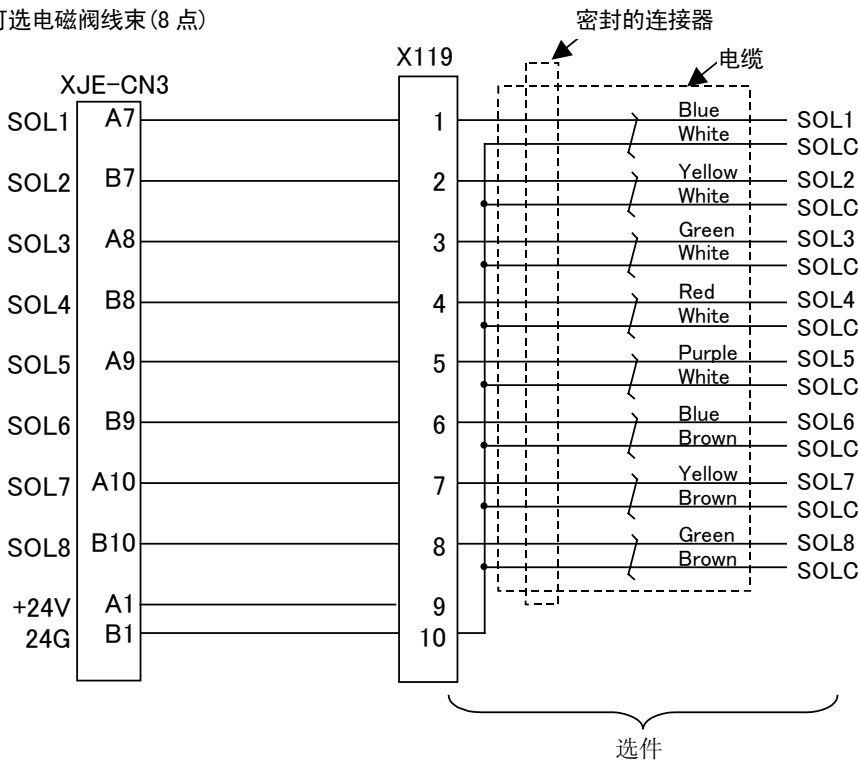 可选电磁阀线束(8 点)
密封的连接器
电缆
X119
XJE-CN3
SOL1 A7 1 Blue SOL1
White SOLC
SOL2 B7 2 Yellow SOL2
White SOLC
SOL3 A8 3 Green SOL3
White SOLC
SOL4 B8 4 Red SOL4
White SOLC
SOL5 A9 5 Purple SOL5
White SOLC
SOL6 B9 6 Blue SOL6
Brown SOLC
SOL7 A10 7 Yellow SOL7
Brown SOLC
SOL8 B10 8 Green SOL8
Brown SOLC
+24V A1 9
24G B1 10
选件